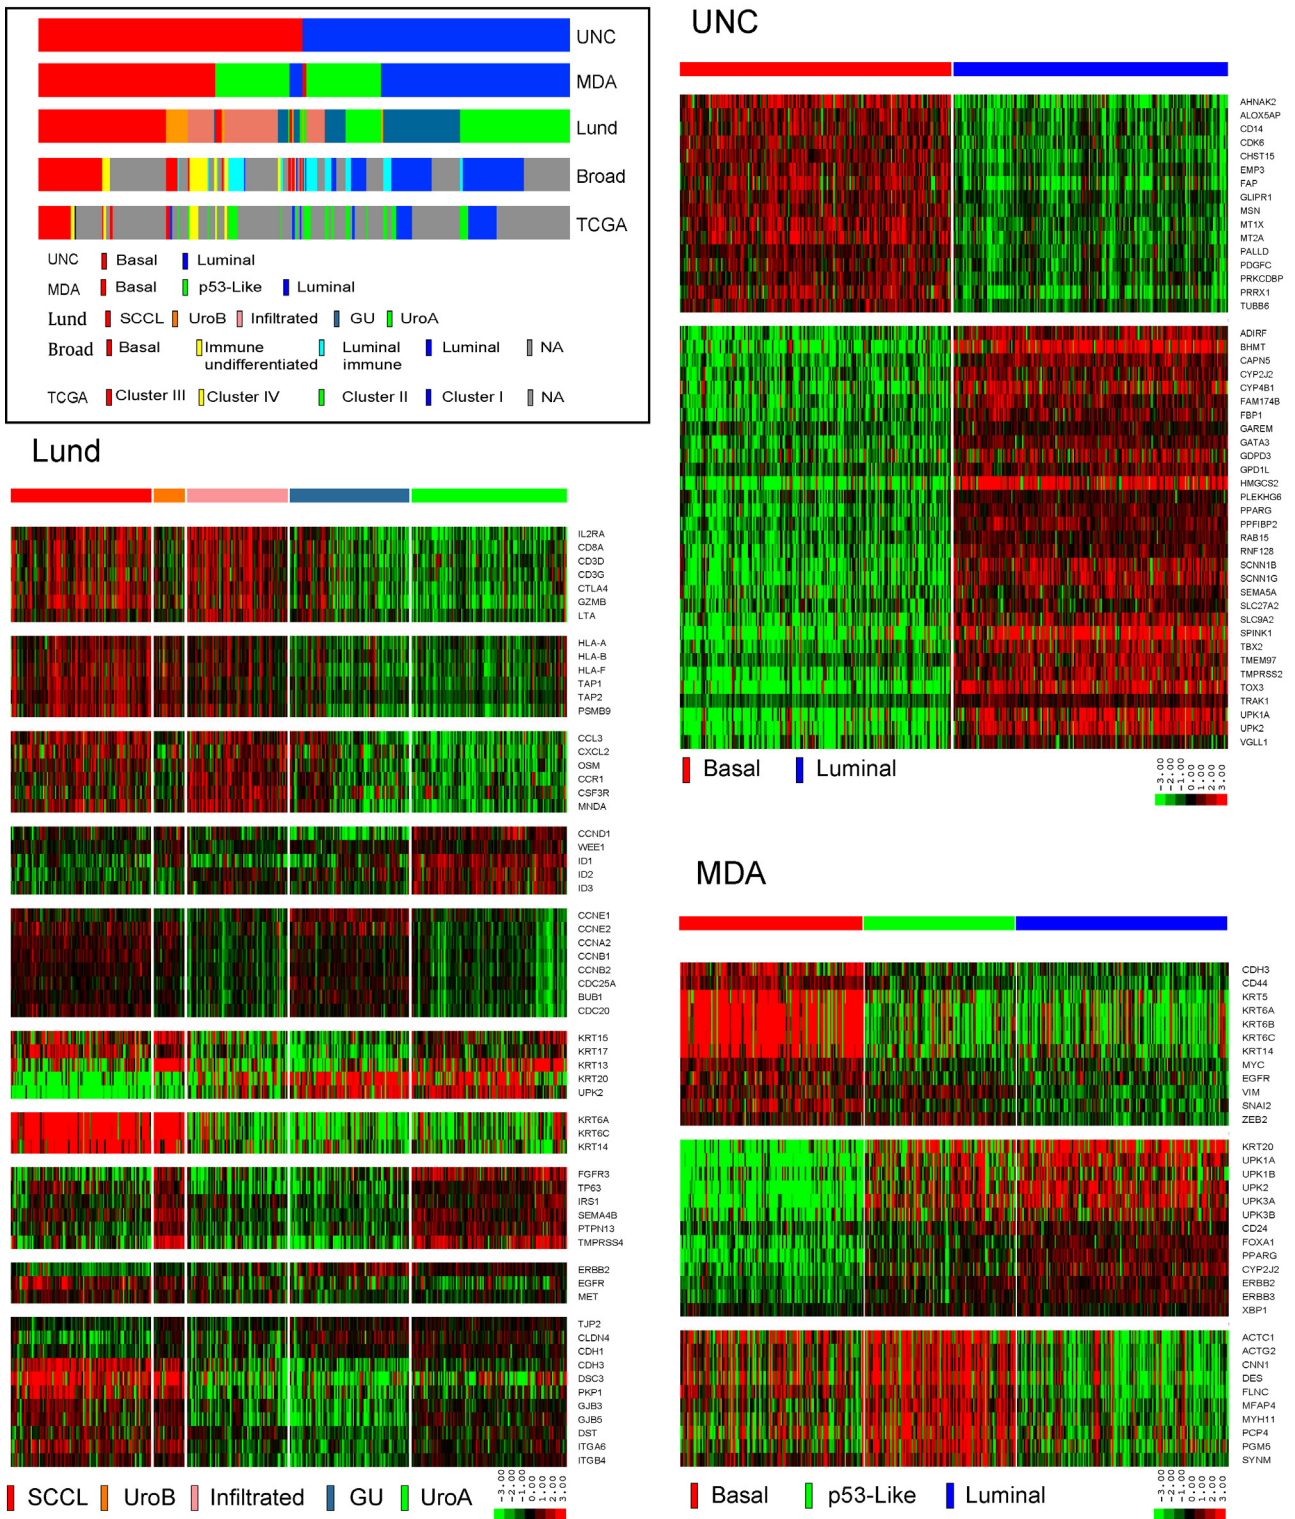 UNC
MDA
Lund
Broad
TCGA
UNC Basal Luminal
MDA Basal p53-Like Luminal
Lund SCCL UroB Infiltrated GU UroA
Broad Basal Immune undifferentiated Luminal immune Luminal NA
TCGA Cluster III Cluster IV Cluster II Cluster I NA
Lund
IL2RA
CD8A
CD3D
CD3G
CTLA4
GZMB
LTA
HLA-A
HLA-B
HLA-F
TAP1
TAP2
PSMB9
CCL3
CXCL2
OSM
CCR1
CSF3R
MNDA
CCND1
WEE1
ID1
ID2
ID3
CCNE1
CCNE2
CCNA2
CCNB1
CCNB2
CDC25A
BUB1
CDC20
KRT15
KRT17
KRT13
KRT20
UPK2
KRT6A
KRT6C
KRT14
FGFR3
TP63
IRS1
SEMA4B
PTPN13
TMPRSS4
ERBB2
EGFR
MET
TJP2
CLDN4
CDH1
CDH3
DSC3
PKP1
GJB3
GJB5
DST
ITGA6
ITGB4
SCCL UroB Infiltrated GU UroA
-3.00 -2.00 -1.00 0.00 1.00 2.00 3.00
UNC
AHNAK2
ALOX5AP
CD14
CDK6
CHST15
EMP3
FAP
GLIPR1
MSN
MT1X
MT2A
PALLD
PDGFC
PRKCDBP
PRRX1
TUBB6
ADIRF
BHMT
CAPN5
CYP2J2
CYP4B1
FAM174B
FBP1
GAREM
GATA3
GDPD3
GPD1L
HMGCS2
PLEKHG6
PPARG
PPFIBP2
RAB15
RNF128
SCNN1B
SCNN1G
SEMA5A
SLC27A2
SLC9A2
SPINK1
TBX2
TMEM97
TMPRSS2
TOX3
TRAK1
UPK1A
UPK2
VGLL1
Basal Luminal
-3.00 -2.00 -1.00 0.00 1.00 2.00 3.00
MDA
CDH3
CD44
KRT5
KRT6A
KRT6B
KRT6C
KRT14
MYC
EGFR
VIM
SNAI2
ZEB2
KRT20
UPK1A
UPK1B
UPK2
UPK3A
UPK3B
CD24
FOXA1
PPARG
CYP2J2
ERBB2
ERBB3
XBP1
ACTC1
ACTG2
CNN1
DES
FLNC
MFAP4
MYH11
PCP4
PGM5
SYNM
Basal p53-Like Luminal
-3.00 -2.00 -1.00 0.00 1.00 2.00 3.00